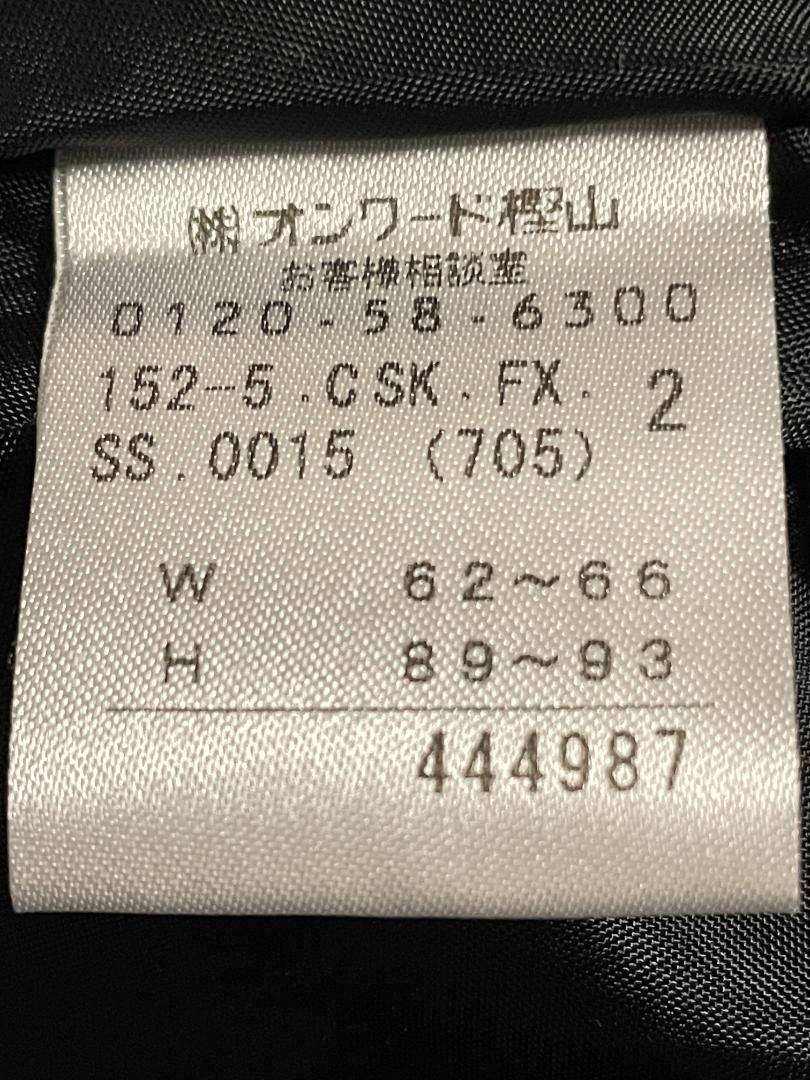 ㈱オンワード樫山
お客様相談室
0120-58-6300
152-5.CSK.FX. 2
SS.0015 (705)
W 62~66
H 89~93
444987